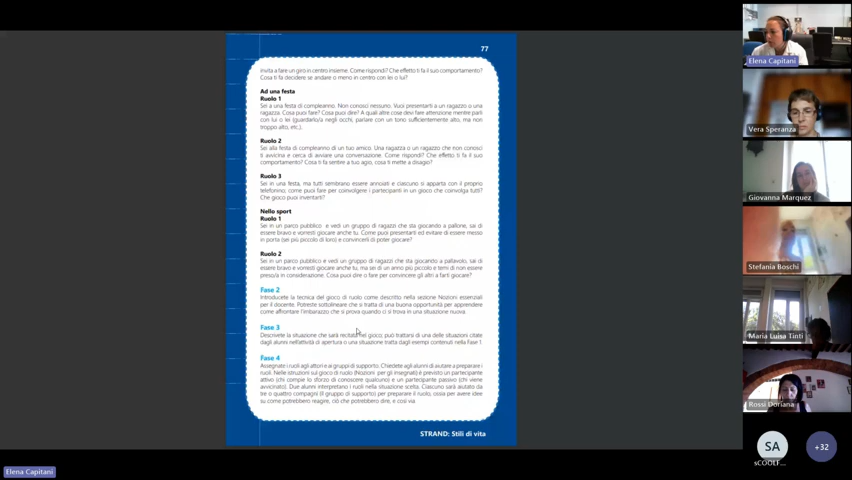 77
invita a fare un giro in centro insieme. Come rispondi? Che effetto ti fa il suo comportamento?
Cosa ti fa decidere se andare o meno in centro con lei o lui?
Ad una festa
Ruolo 1
Sei a una festa di compleanno. Non conosci nessuno. Vuoi presentarti a un ragazzo o una
ragazza. Cosa puoi fare? Cosa puoi dire? A quali altre cose devi fare attenzione mentre parli
con lui o lei (guardarlo/a negli occhi, parlare con un tono sufficientemente alto, ma non
troppo alto, etc.).
Ruolo 2
Sei alla festa di compleanno di un tuo amico. Una ragazza o un ragazzo che non conosci
ti avvicina e cerca di avviare una conversazione. Come rispondi? Che effetto ti fa il suo
comportamento? Cosa ti fa sentire a tuo agio, cosa ti mette a disagio?
Ruolo 3
Sei in una festa, ma tutti sembrano essere annoiati e ciascuno si apparta con il proprio
telefonino, come puoi fare per coinvolgere i partecipanti in un gioco che coinvolga tutti?
Che gioco puoi inventarti?
Nello sport
Ruolo 1
Sei in un parco pubblico e vedi un gruppo di ragazzi che sta giocando a pallone, sai di
essere bravo e vorresti giocare anche tu. Come puoi presentarti ed evitare di essere messo
in porta (sei più piccolo di loro) e convincerli di poter giocare?
Ruolo 2
Sei in un parco pubblico e vedi un gruppo di ragazzi che sta giocando a pallavolo, sai di
essere bravo e vorresti giocare anche tu, ma sei di un anno più piccolo e temi di non essere
preso/a in considerazione. Cosa puoi dire o fare per convincere gli altri a farti giocare?
Fase 2
Introducete la tecnica del gioco di ruolo come descritto nella sezione Nozioni essenziali
per il docente. Potreste sottolineare che si tratta di una buona opportunità per apprendere
come affrontare l'imbarazzo che si prova quando ci si trova in una situazione nuova.
Fase 3
Descrivete la situazione che sarà recitata nel gioco; può trattarsi di una delle situazioni citate
dagli alunni nell'attività di apertura o una situazione tratta dagli esempi contenuti nella Fase 1.
Fase 4
Assegnate i ruoli agli attori e ai gruppi di supporto. Chiedete agli alunni di aiutare a preparare i
ruoli. Nelle istruzioni sul gioco di ruolo (Nozioni per gli insegnati) è previsto un partecipante
attivo (chi compie lo sforzo di conoscere qualcuno) e un partecipante passivo (chi viene
avvicinato). Due alunni interpretano i ruoli nella situazione scelta. Ciascuno sarà aiutato da
tre o quattro compagni (il gruppo di supporto) per preparare il ruolo, ossia per avere idee
su come potrebbero reagire, ciò che potrebbero dire, e così via.
STRAND: Stili di vita
Elena Capitani
Elena Capitani
Vera Speranza
Giovanna Marquez
Stefania Boschi
Maria Luisa Tinti
Rossi Doriana
SA
sCOOLF...
+32